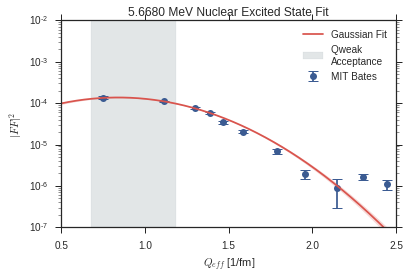 5.6680 MeV Nuclear Excited State Fit
10^-2
10^-3
10^-4
10^-5
10^-6
10^-7
|FF|^2
Gaussian Fit
Qweak
Acceptance
MIT Bates
0.5 1.0 1.5 2.0 2.5
Q_eff [1/fm]